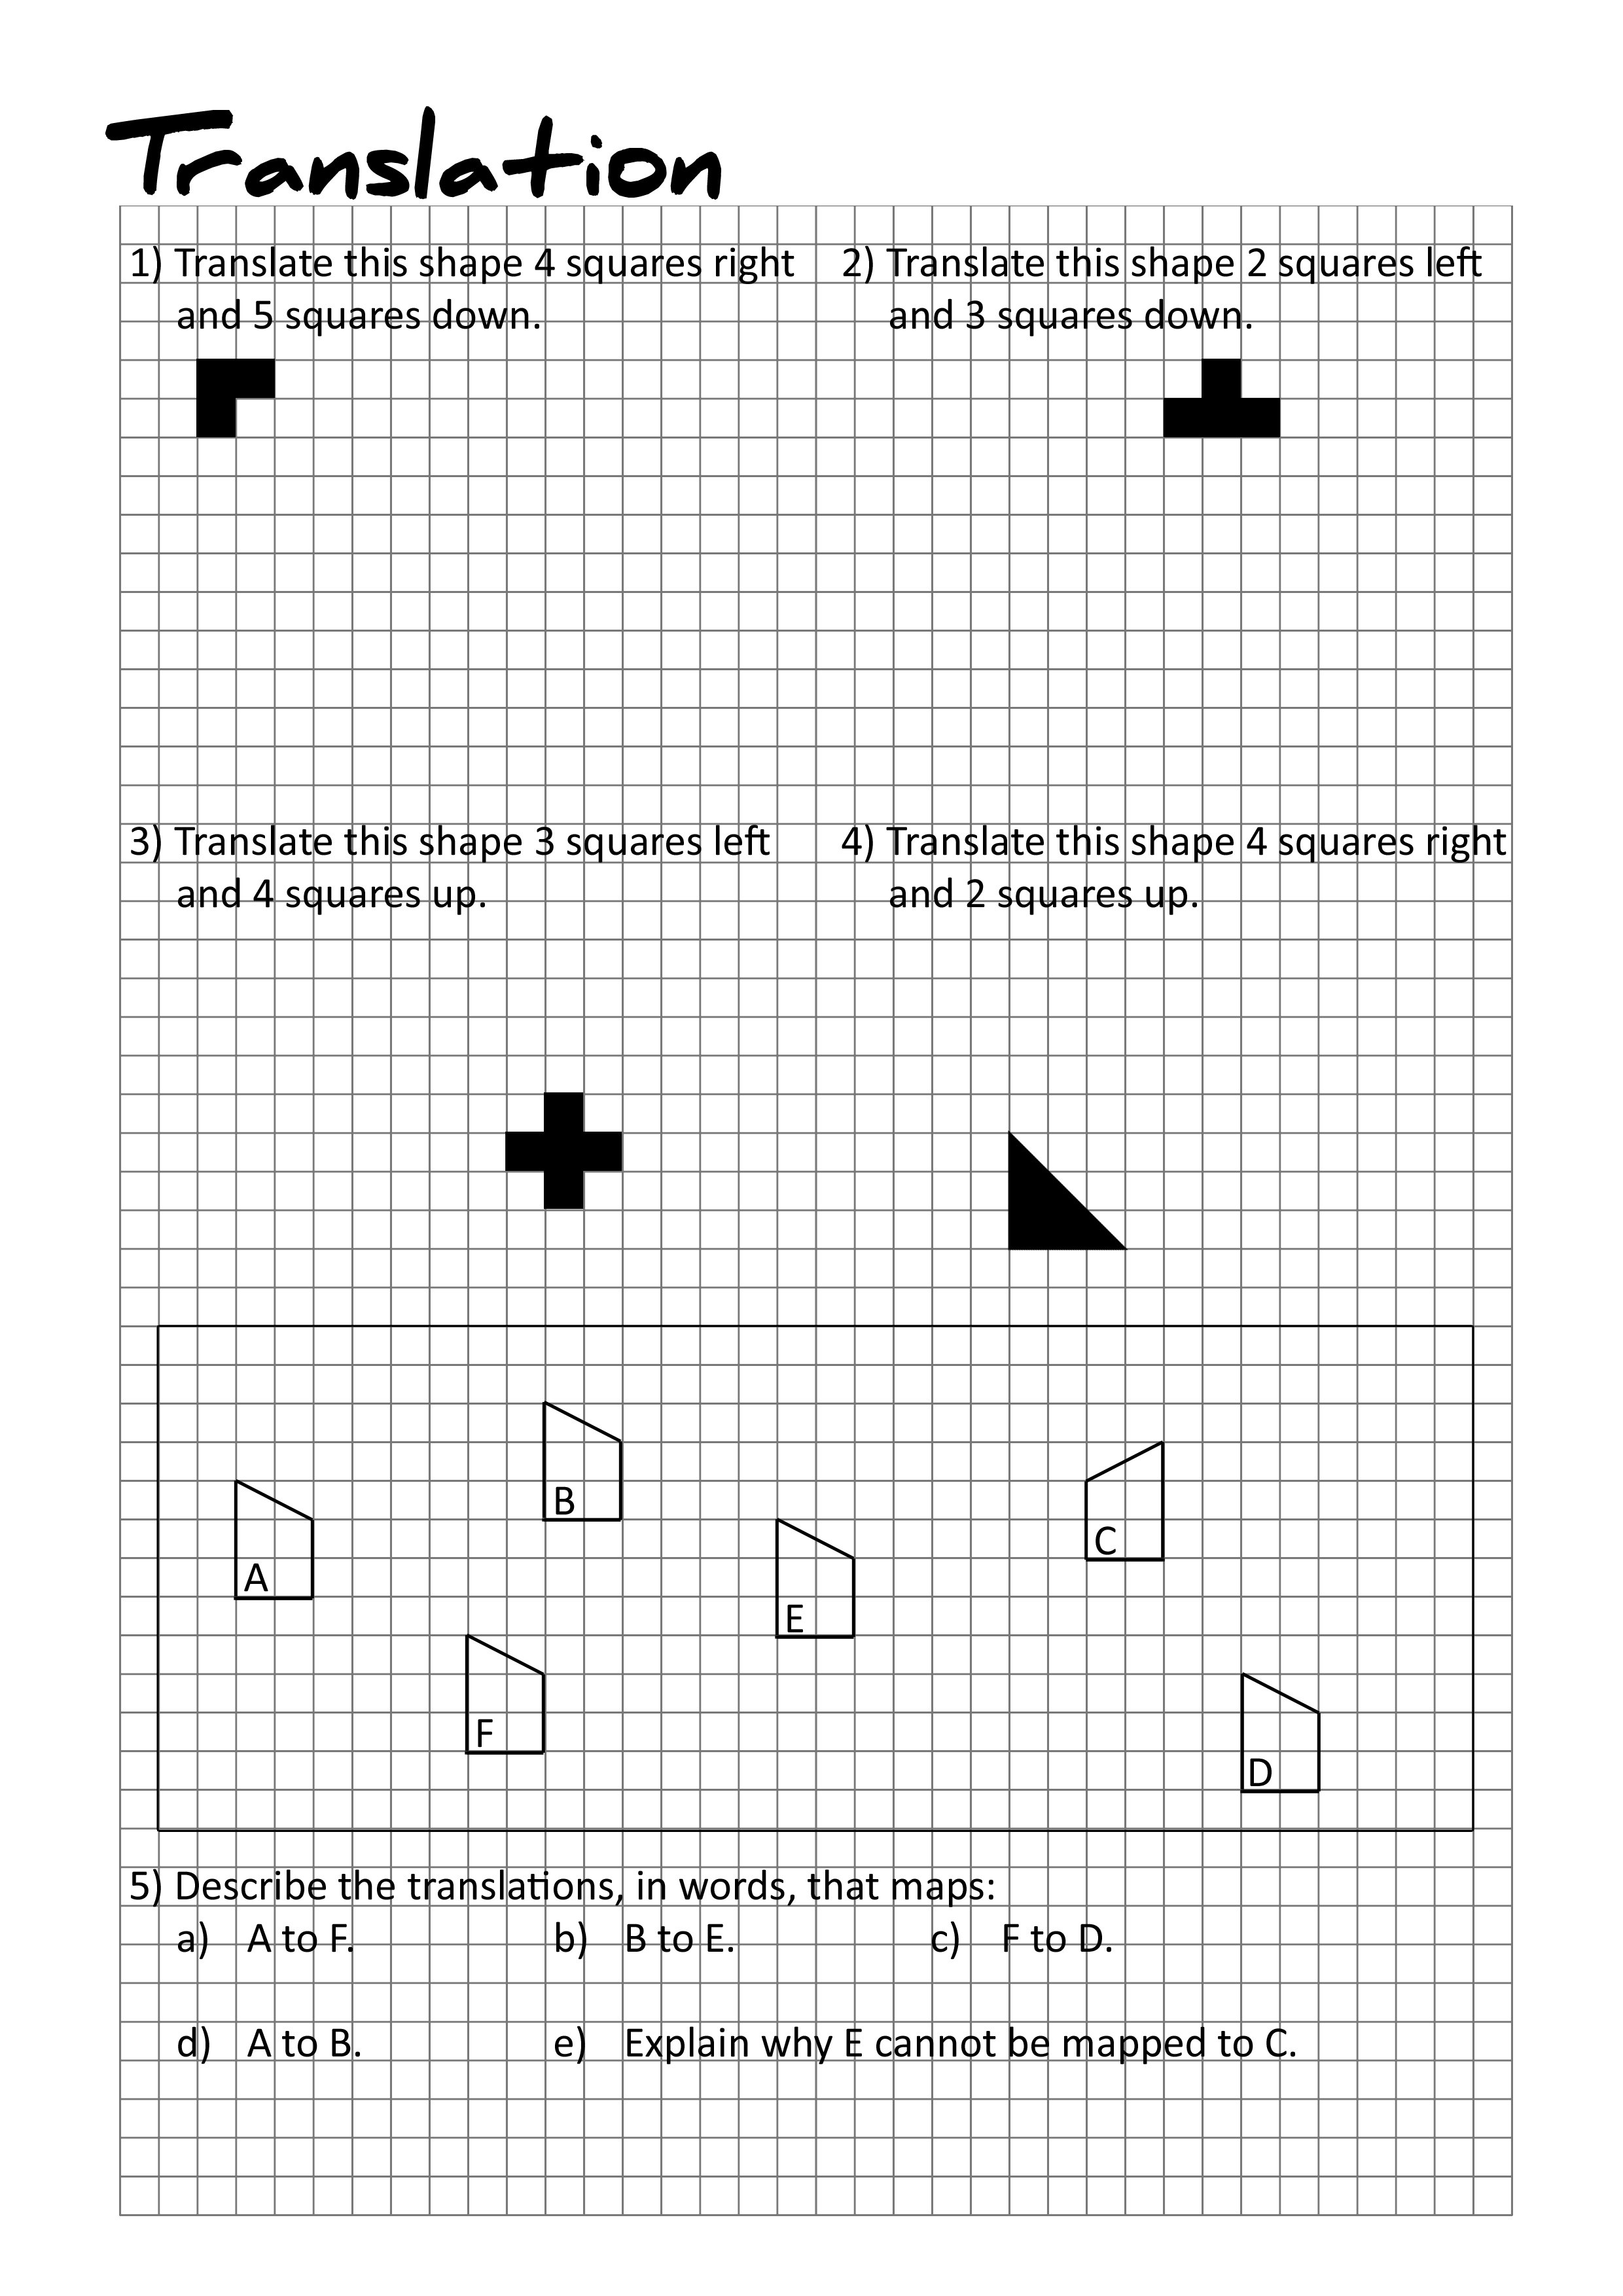 Translation
1) Translate this shape 4 squares right
and 5 squares down.
2) Translate this shape 2 squares left
and 3 squares down.
3) Translate this shape 3 squares left
and 4 squares up.
4) Translate this shape 4 squares right
and 2 squares up.
B
C
A
E
F
D
5) Describe the translations, in words, that maps:
a) A to F. b) B to E. c) F to D.
d) A to B. e) Explain why E cannot be mapped to C.